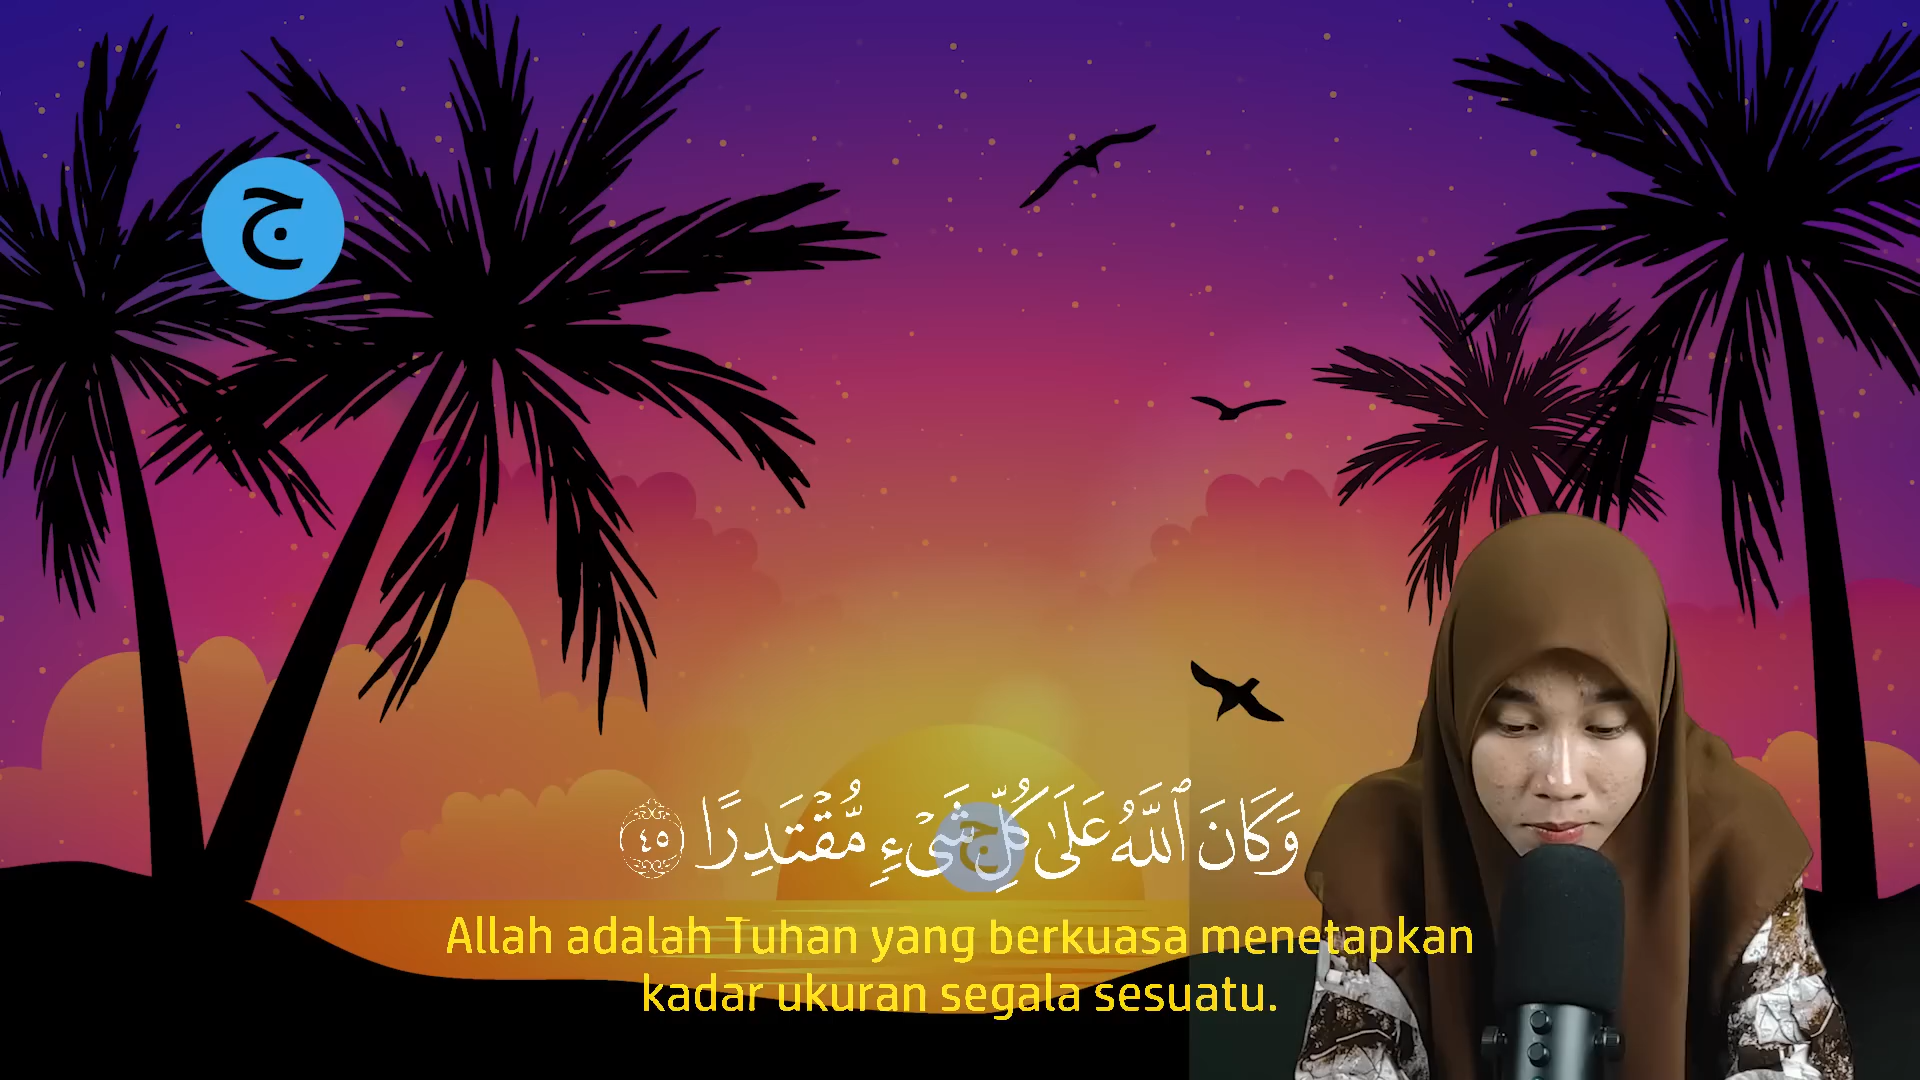 ج
وَكَانَ ٱللَّهُ عَلَىٰ كُلِّ شَىْءٍ مُّقْتَدِرًا ٤٥
ج
Allah adalah Tuhan yang berkuasa menetapkan
kadar ukuran segala sesuatu.